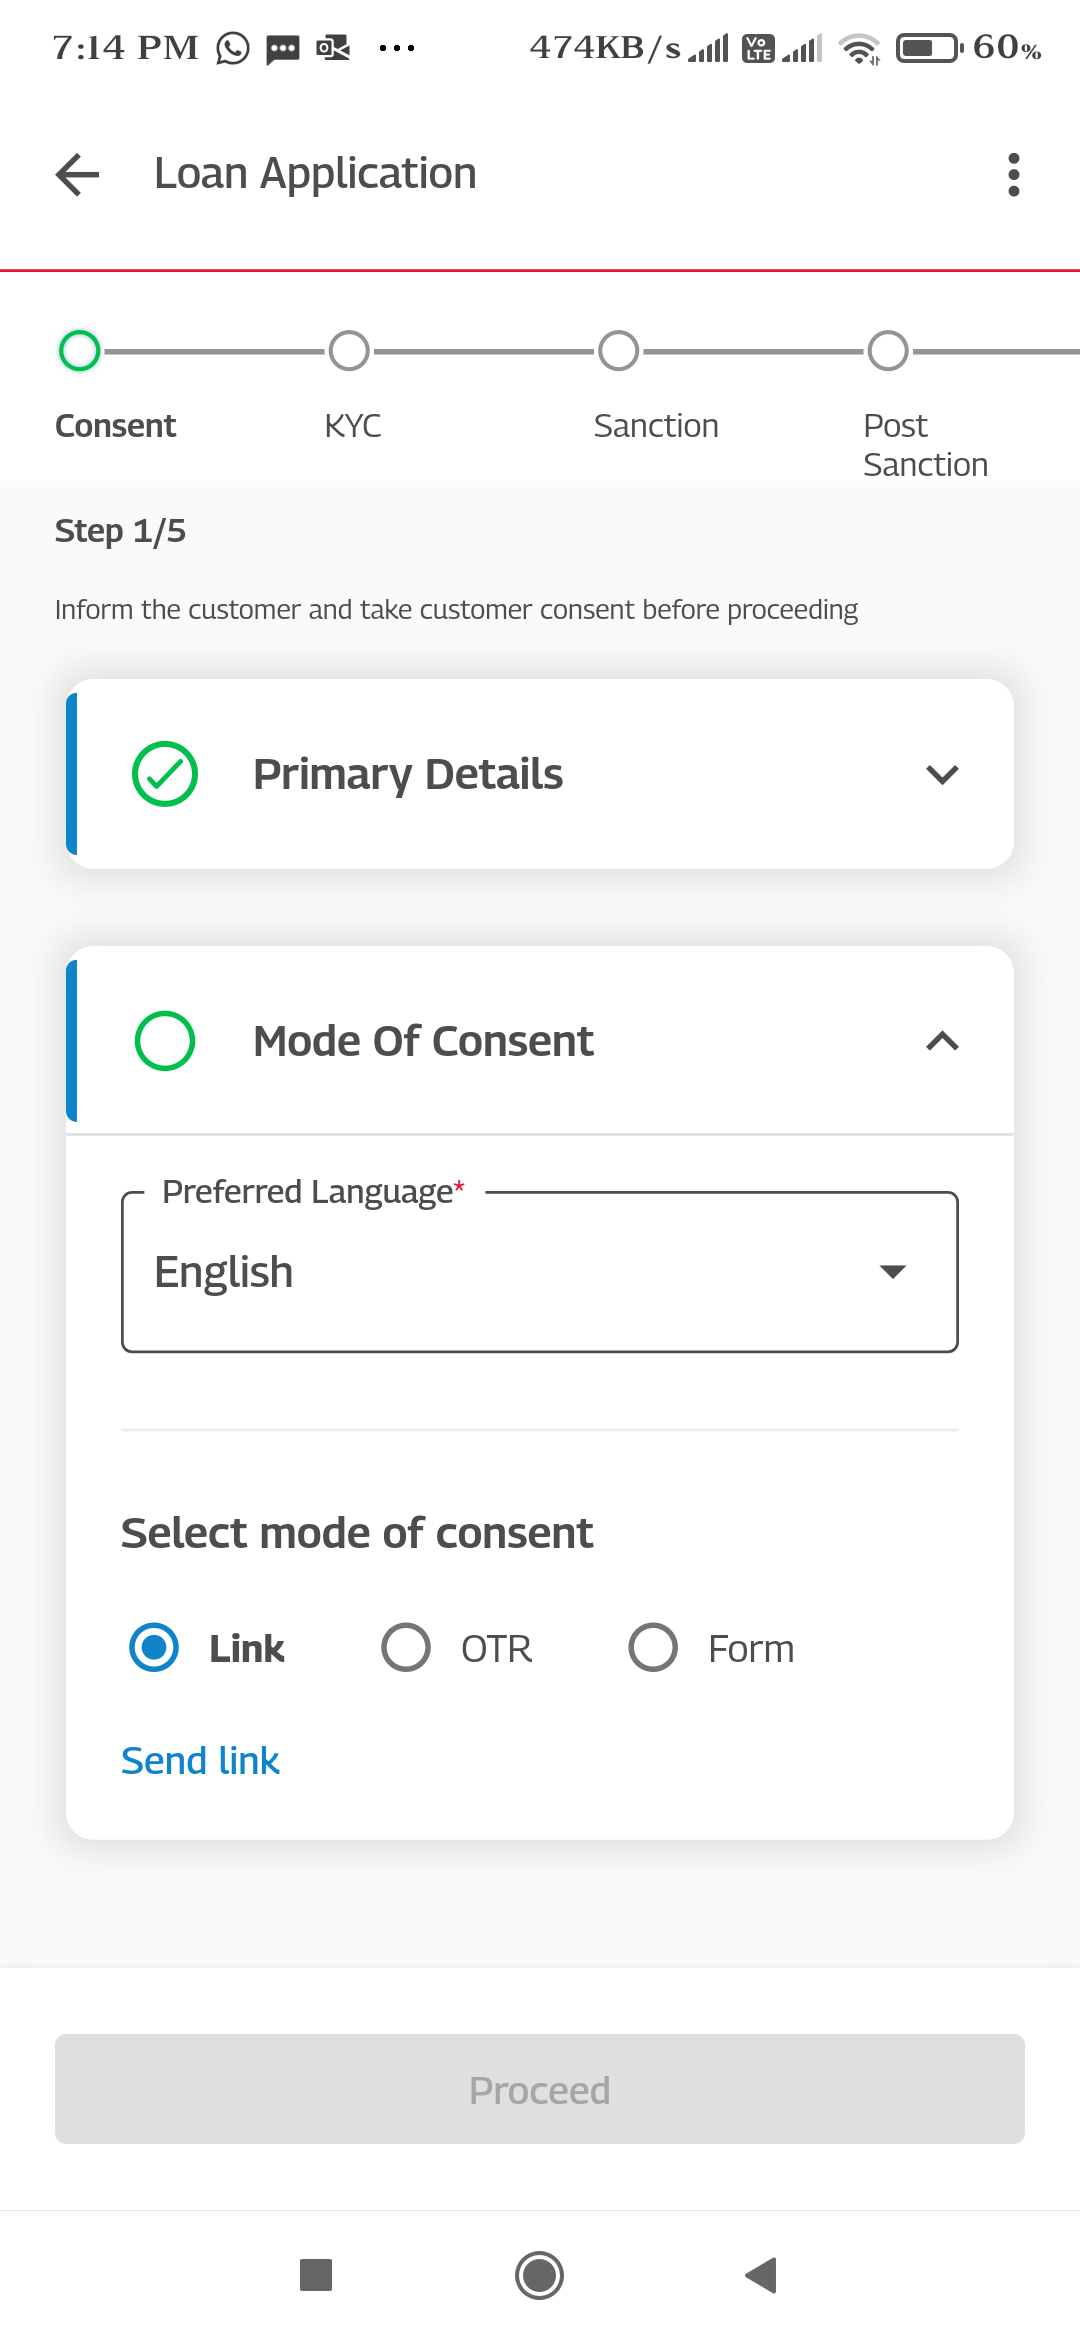 7:14 PM 474KB/s Vo LTE 60%
Loan Application
Consent KYC Sanction Post Sanction
Step 1/5
Inform the customer and take customer consent before proceeding
Primary Details
Mode Of Consent
Preferred Language*
English
Select mode of consent
Link OTR Form
Send link
Proceed